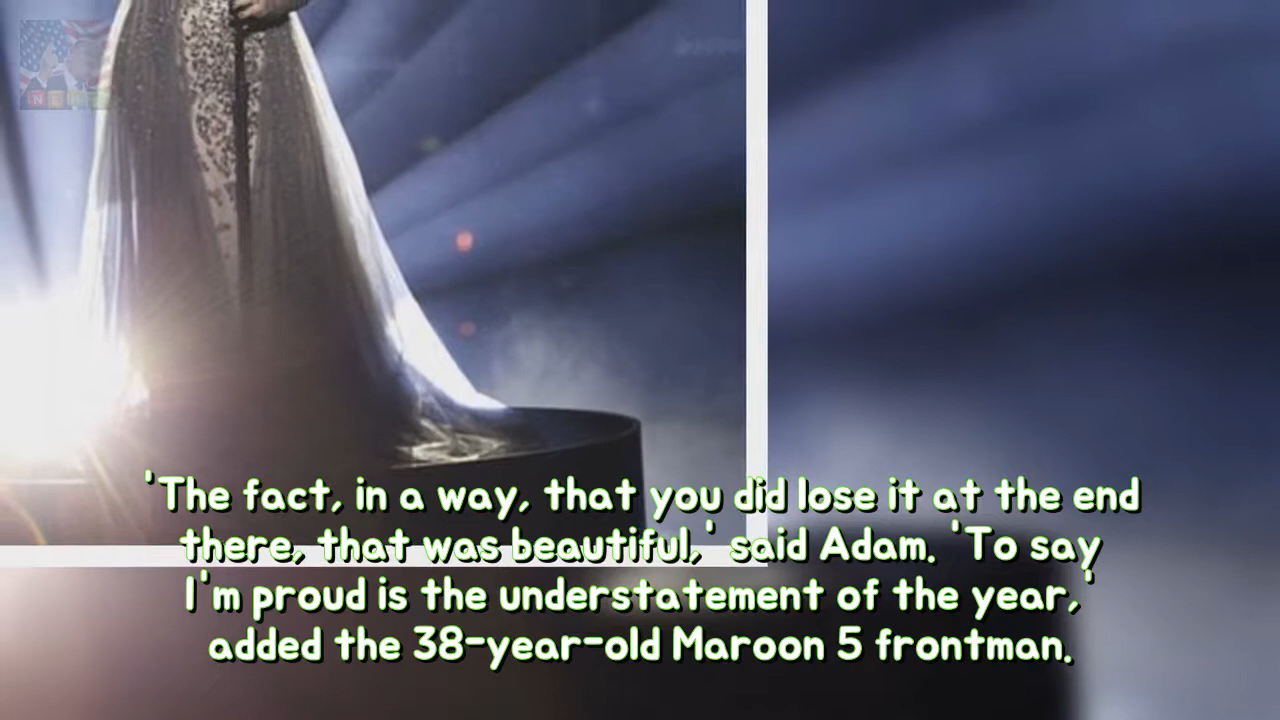 'The fact, in a way, that you did lose it at the end
there, that was beautiful,' said Adam. 'To say
I'm proud is the understatement of the year,'
added the 38-year-old Maroon 5 frontman.